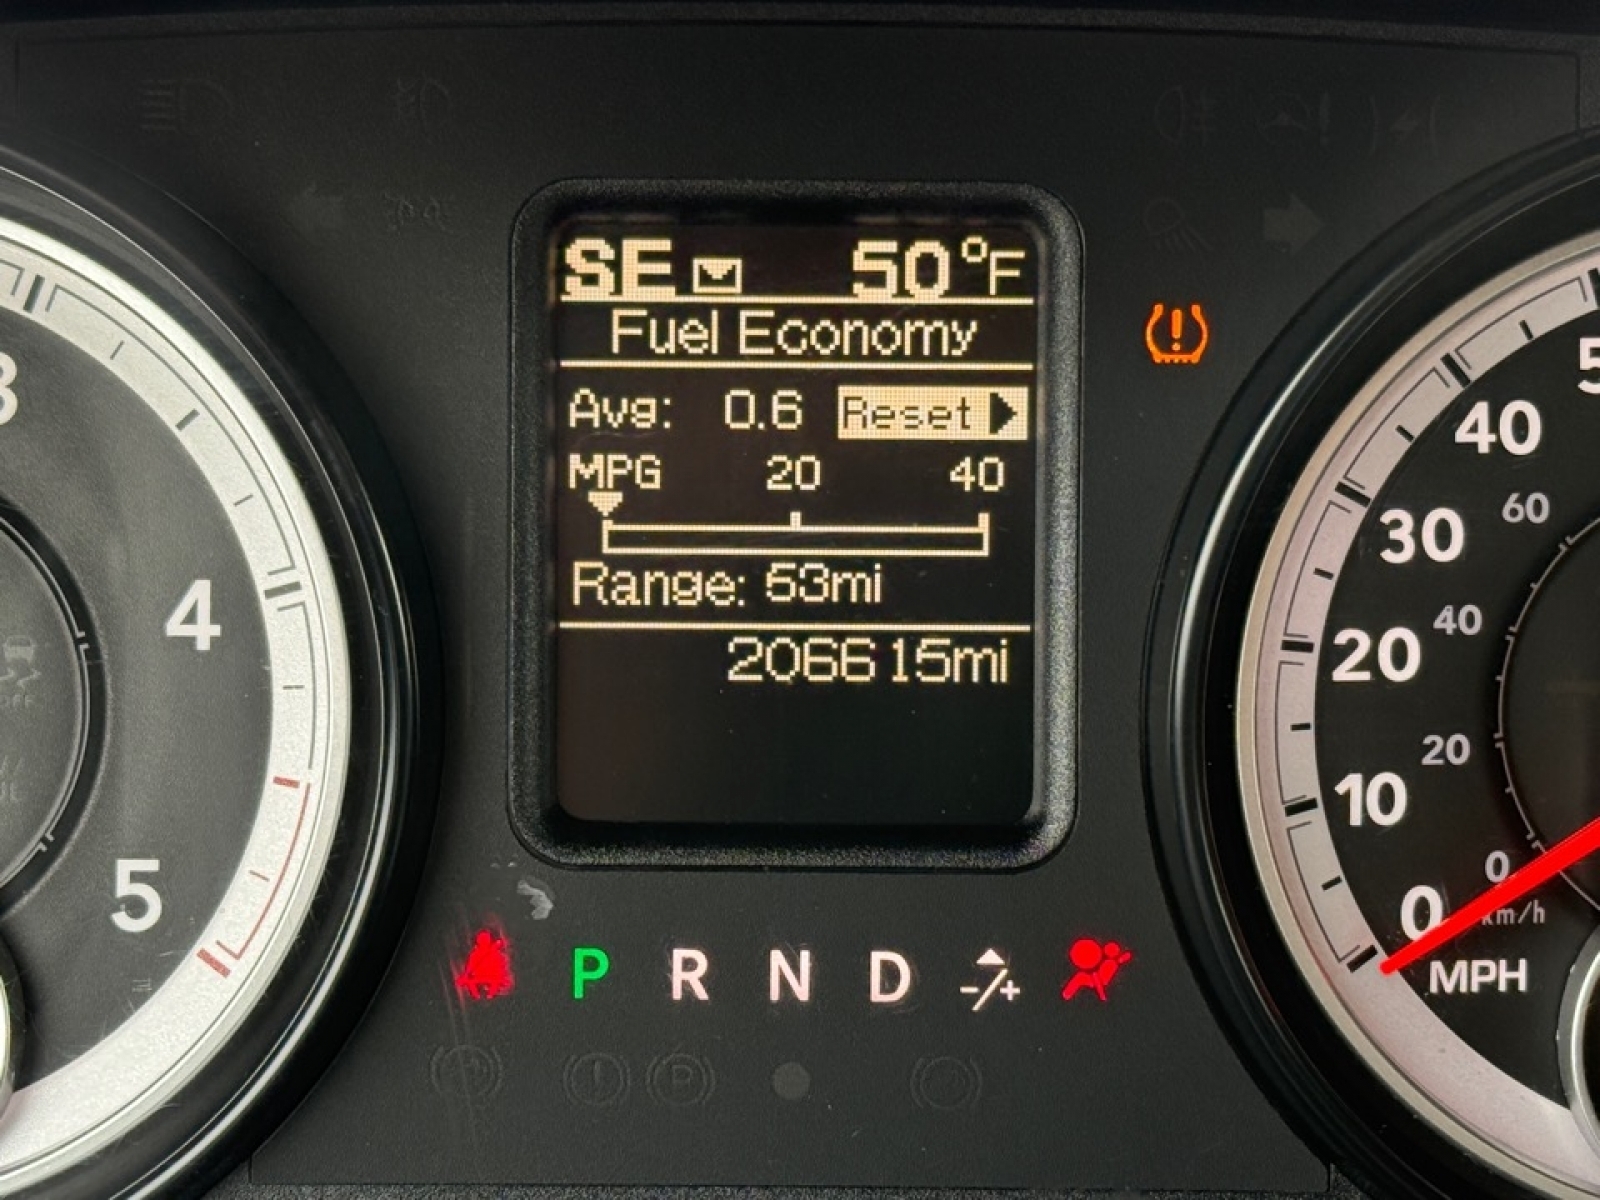 SE 50°F
Fuel Economy
Avg: 0.6 Reset
MPG 20 40
Range: 53mi
206615mi
P R N D -/+
4
5
40
30
20
10
0
MPH
60
40
20
0
km/h